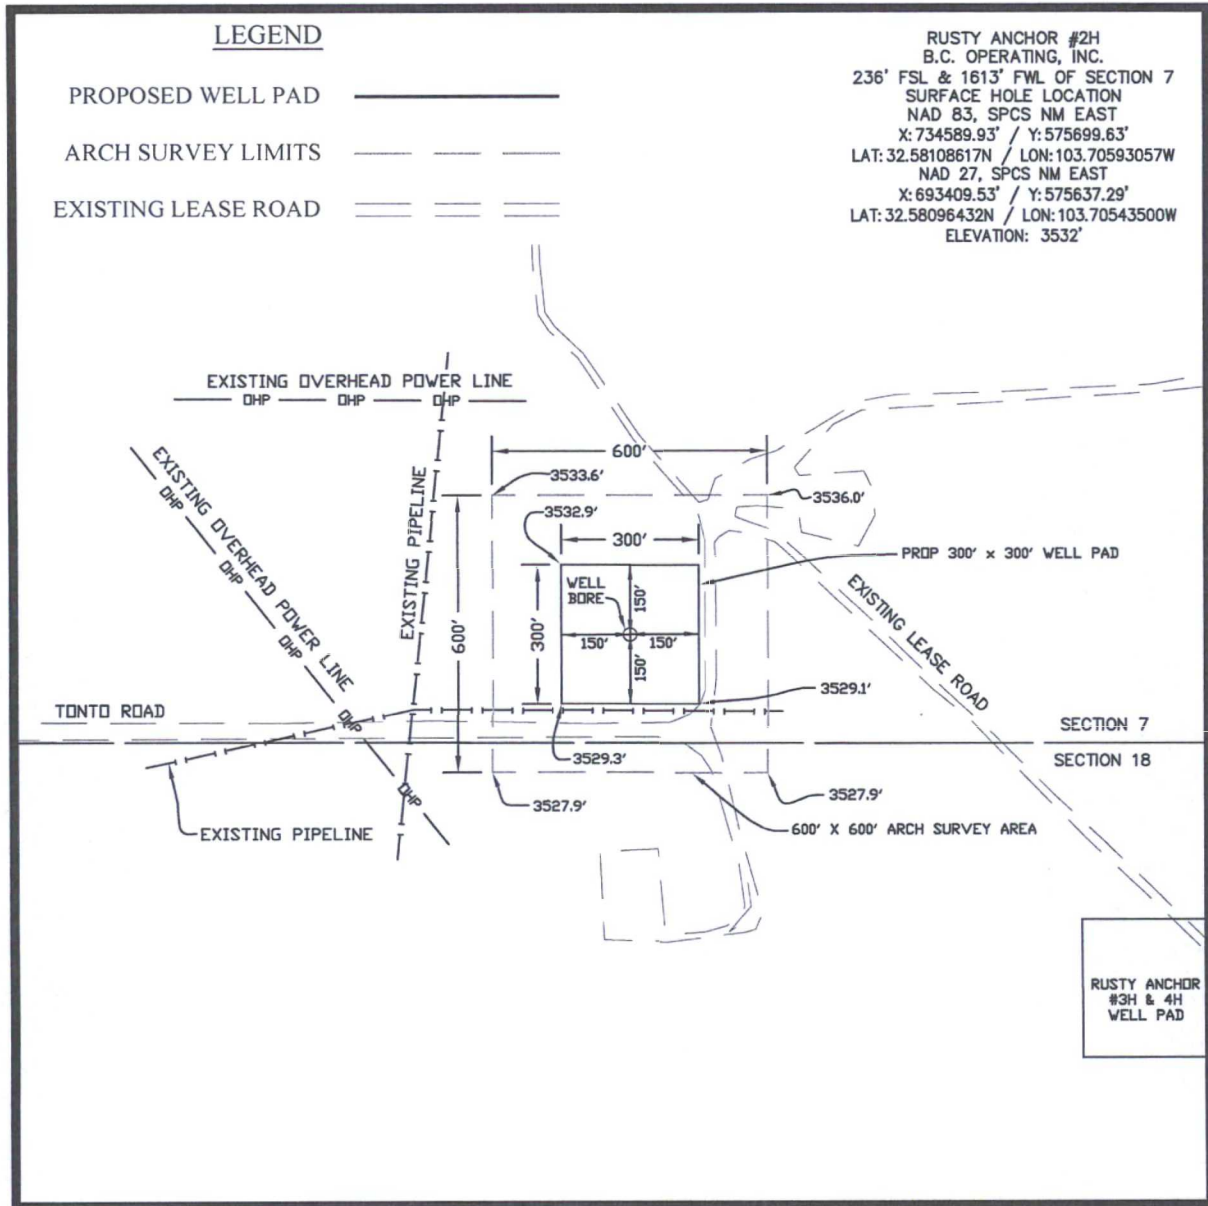 LEGEND
PROPOSED WELL PAD
ARCH SURVEY LIMITS
EXISTING LEASE ROAD
RUSTY ANCHOR #2H
B.C. OPERATING, INC.
236' FSL & 1613' FWL OF SECTION 7
SURFACE HOLE LOCATION
NAD 83, SPCS NM EAST
X: 734589.93' / Y: 575699.63'
LAT: 32.58108617N / LON: 103.70593057W
NAD 27, SPCS NM EAST
X: 693409.53' / Y: 575637.29'
LAT: 32.58096432N / LON: 103.70543500W
ELEVATION: 3532'
EXISTING OVERHEAD POWER LINE
OHP OHP OHP
EXISTING OVERHEAD POWER LINE
OHP OHP OHP OHP OHP
EXISTING PIPELINE
600'
3533.6'
3536.0'
3532.9'
300'
PROP 300' x 300' WELL PAD
WELL
BORE
150'
150' 150'
150'
300'
600'
EXISTING LEASE ROAD
3529.1'
TONTO ROAD
SECTION 7
SECTION 18
3529.3'
3527.9'
3527.9'
EXISTING PIPELINE
600' X 600' ARCH SURVEY AREA
RUSTY ANCHOR
#3H & 4H
WELL PAD